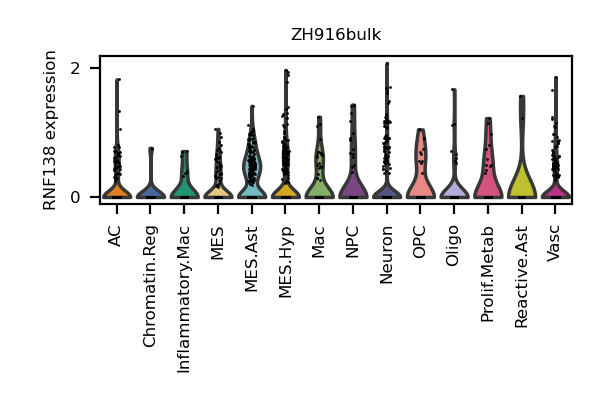 ZH916bulk
RNF138 expression
2
0
AC
Chromatin.Reg
Inflammatory.Mac
MES
MES.Ast
MES.Hyp
Mac
NPC
Neuron
OPC
Oligo
Prolif.Metab
Reactive.Ast
Vasc